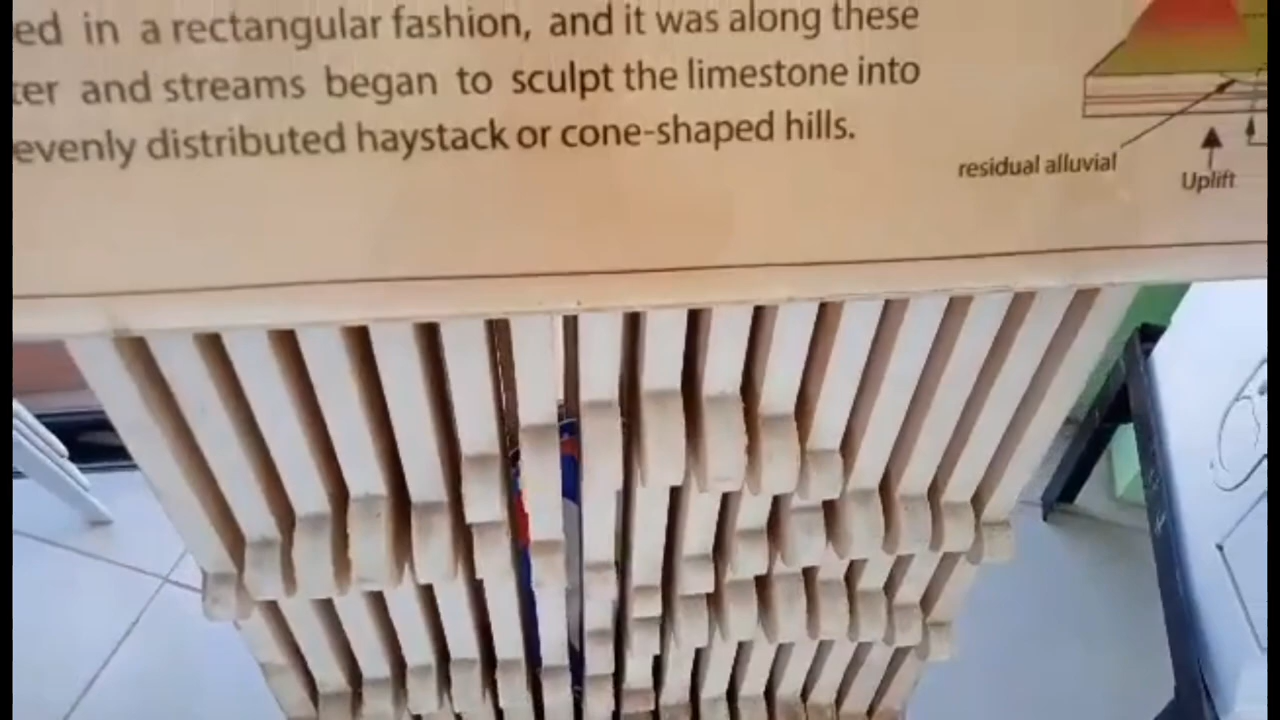 ed in a rectangular fashion, and it was along these
ter and streams began to sculpt the limestone into
evenly distributed haystack or cone-shaped hills.
residual alluvial
Uplift